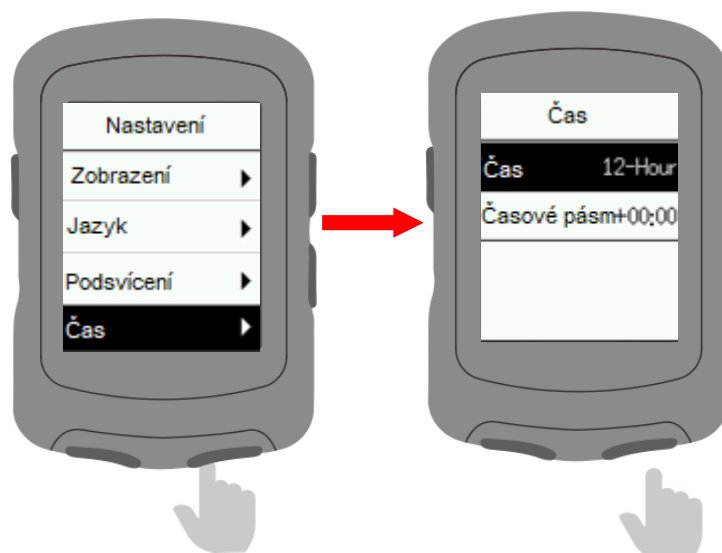 Nastavení
Zobrazení
Jazyk
Podsvícení
Čas
Čas
Čas 12-Hour
Časové pásm+00:00